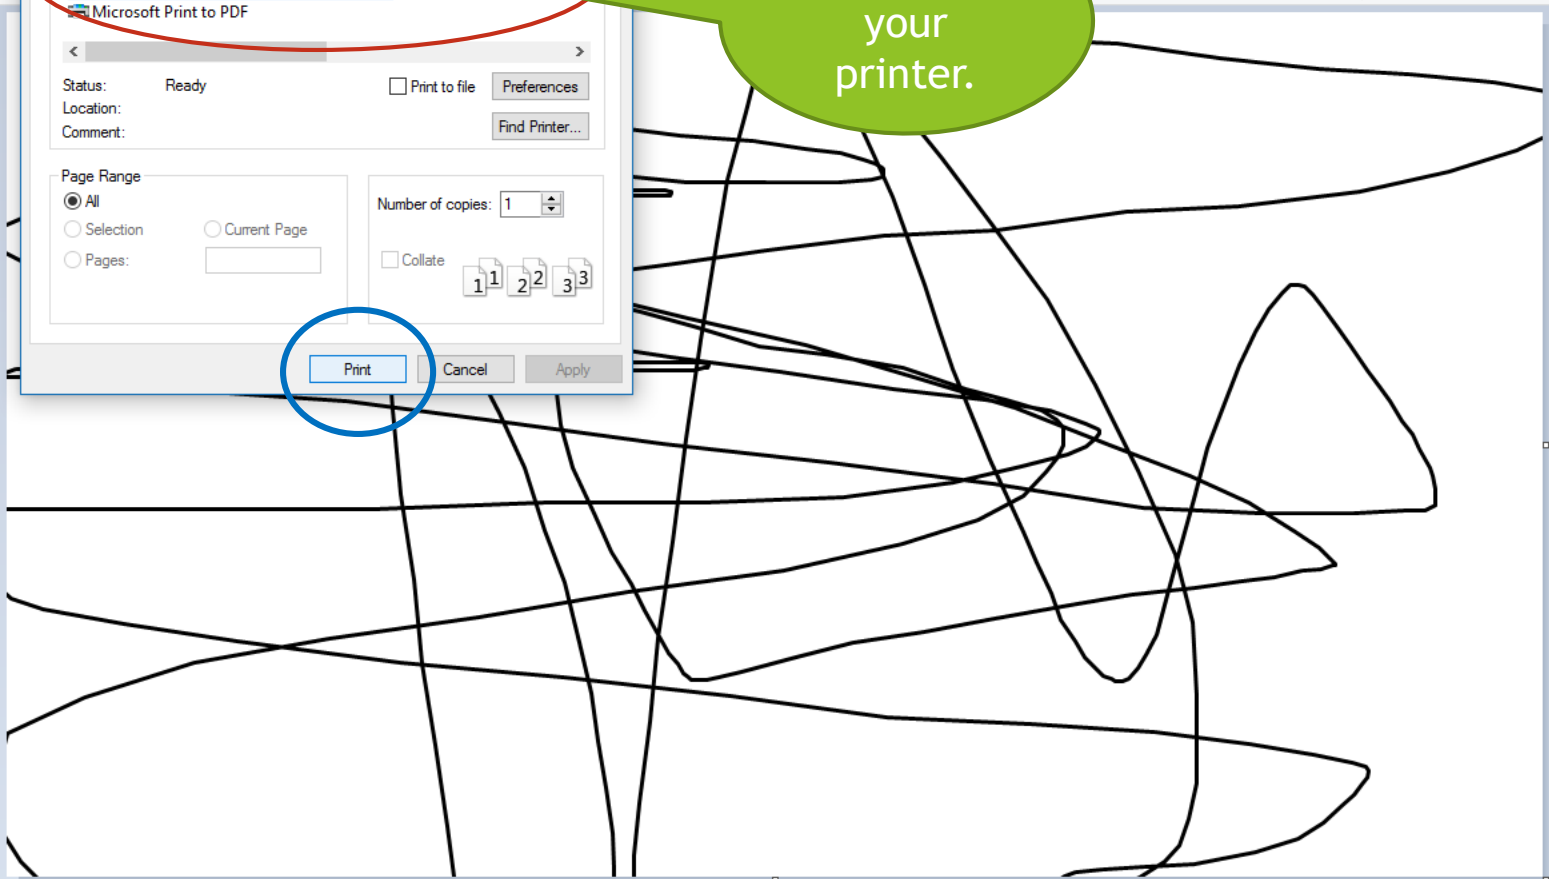 your
printer.
Microsoft Print to PDF
Status: Ready
Print to file
Preferences
Location:
Comment:
Find Printer...
Page Range
All
Selection
Current Page
Pages:
Number of copies: 1
Collate
1 1 2 2 3 3
Print
Cancel
Apply